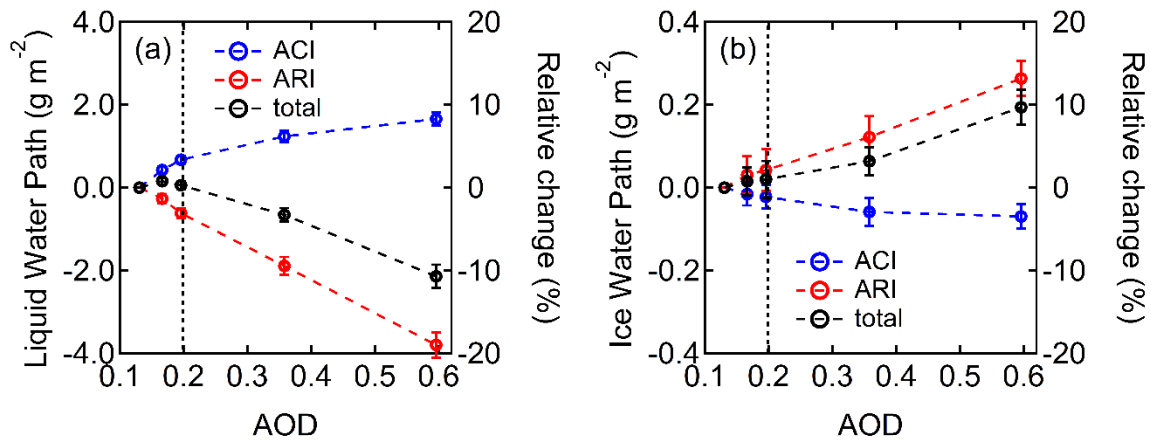 (a)
ACI
ARI
total
Liquid Water Path (g m⁻²)
4.0
2.0
0.0
-2.0
-4.0
0.1 0.2 0.3 0.4 0.5 0.6
AOD
20
10
0
-10
-20
Relative change (%)
(b)
ACI
ARI
total
Ice Water Path (g m⁻²)
0.4
0.2
0.0
-0.2
-0.4
0.1 0.2 0.3 0.4 0.5 0.6
AOD
20
10
0
-10
-20
Relative change (%)